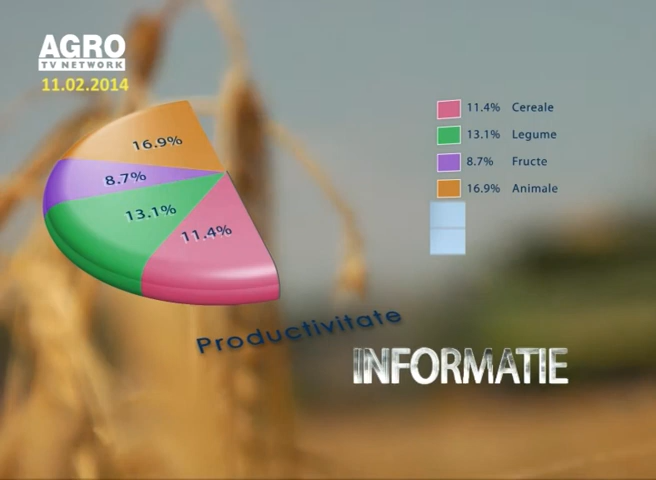 AGRO
TV NETWORK
11.02.2014
16.9%
8.7%
13.1%
11.4%
11.4% Cereale
13.1% Legume
8.7% Fructe
16.9% Animale
Productivitate
INFORMATIE